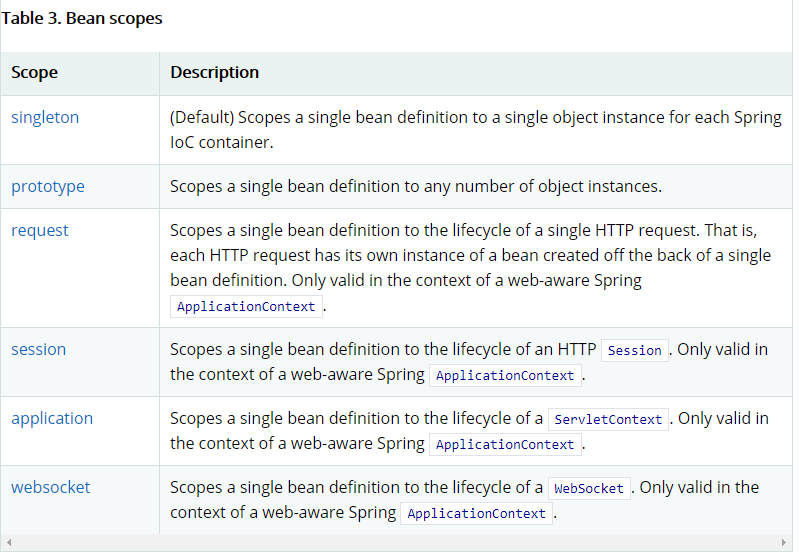 Table 3. Bean scopes
Scope Description
singleton (Default) Scopes a single bean definition to a single object instance for each Spring
IoC container.
prototype Scopes a single bean definition to any number of object instances.
request Scopes a single bean definition to the lifecycle of a single HTTP request. That is,
each HTTP request has its own instance of a bean created off the back of a single
bean definition. Only valid in the context of a web-aware Spring
ApplicationContext.
session Scopes a single bean definition to the lifecycle of an HTTP Session. Only valid in
the context of a web-aware Spring ApplicationContext.
application Scopes a single bean definition to the lifecycle of a ServletContext. Only valid in
the context of a web-aware Spring ApplicationContext.
websocket Scopes a single bean definition to the lifecycle of a WebSocket. Only valid in the
context of a web-aware Spring ApplicationContext.